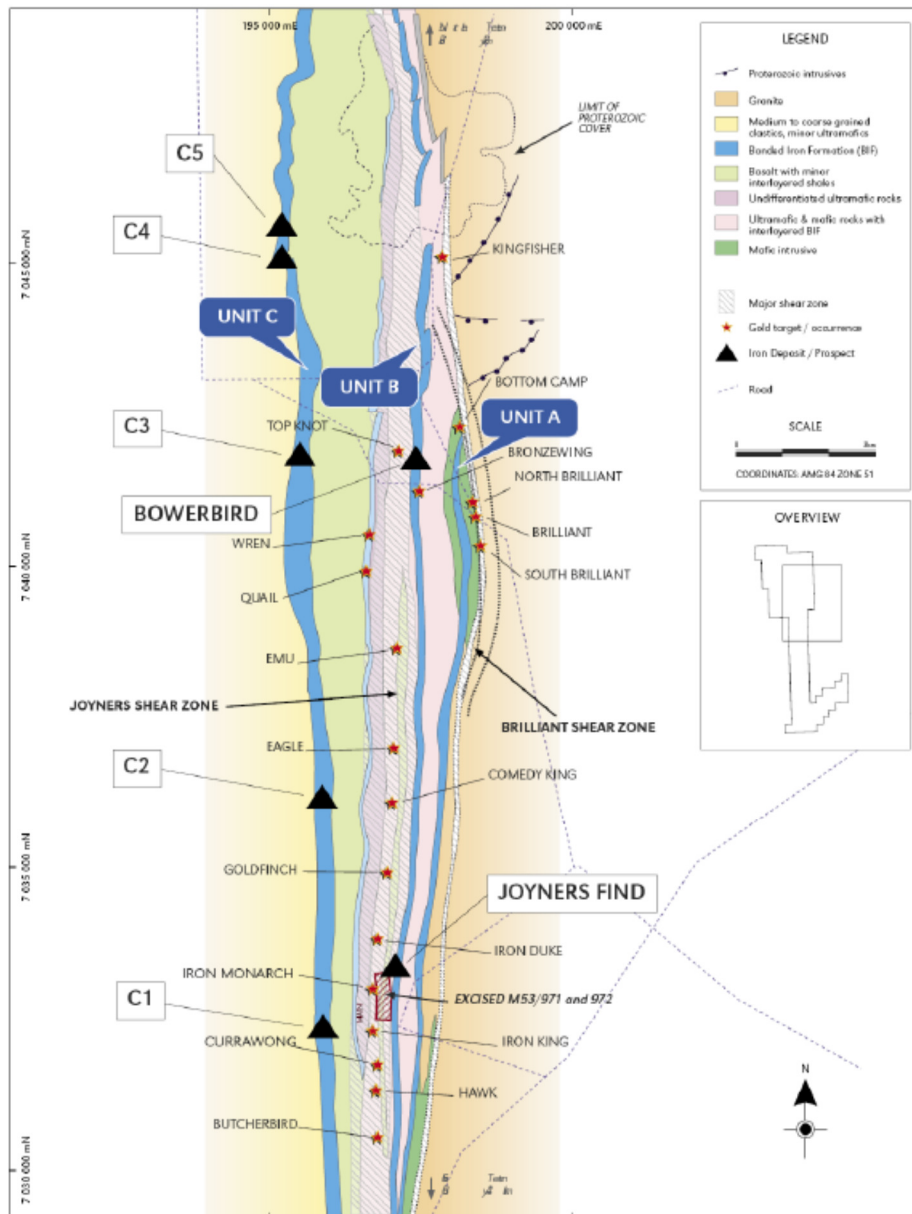 195 000 mE
200 000 mE
LIMIT OF
PROTEROZOIC
COVER
C5
C4
7 045 000 mN
KINGFISHER
UNIT C
UNIT B
BOTTOM CAMP
UNIT A
C3
TOP KNOT
BRONZEWING
NORTH BRILLIANT
BOWERBIRD
BRILLIANT
WREN
SOUTH BRILLIANT
7 040 000 mN
QUAIL
EMU
JOYNERS SHEAR ZONE
BRILLIANT SHEAR ZONE
EAGLE
C2
COMEDY KING
7 035 000 mN
GOLDFINCH
JOYNERS FIND
IRON DUKE
IRON MONARCH
EXCISED M53/971 and 972
C1
MAIN
IRON KING
CURRAWONG
HAWK
BUTCHERBIRD
7 030 000 mN
LEGEND
Proterozoic intrusives
Granite
Medium to coarse grained
clastics, minor ultramafics
Banded Iron Formation (BIF)
Basalt with minor
interlayered shales
Undifferentiated ultramafic rocks
Ultramafic & mafic rocks with
interlayered BIF
Mafic intrusive
Major shear zone
Gold target / occurrence
Iron Deposit / Prospect
Road
SCALE
COORDINATES: AMG 84 ZONE 51
OVERVIEW
N